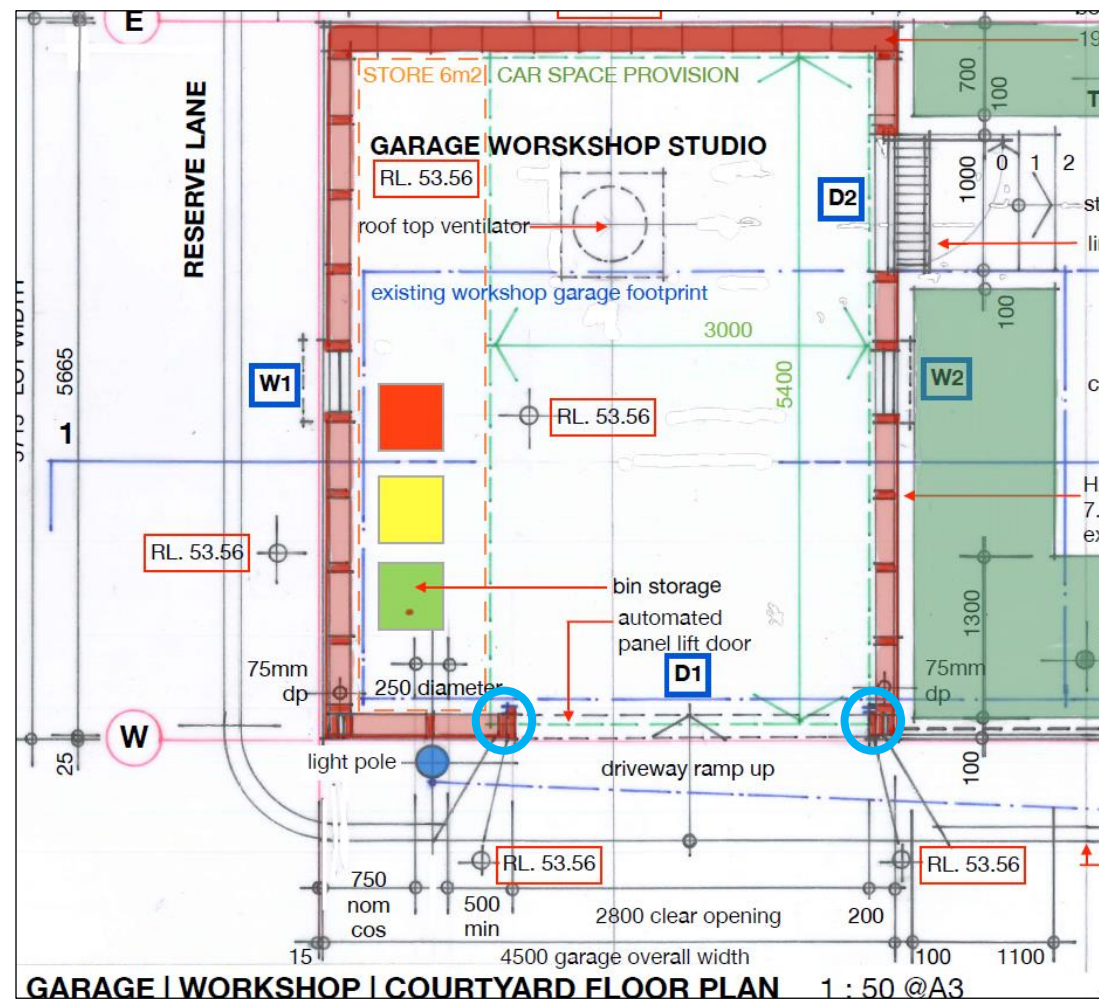 E
STORE 6m2
CAR SPACE PROVISION
19
700
100
RESERVE LANE
GARAGE WORSKSHOP STUDIO
RL. 53.56
D2
1000
0 1 2
roof top ventilator
st
existing workshop garage footprint
100
3000
5400
5665
W1
W2
1
RL. 53.56
RL. 53.56
bin storage
automated
panel lift door
D1
1300
75mm
dp
250 diameter
75mm
dp
W
25
light pole
driveway ramp up
100
RL. 53.56
RL. 53.56
750
nom
cos
500
min
2800 clear opening
200
15
4500 garage overall width
100
1100
GARAGE | WORKSHOP | COURTYARD FLOOR PLAN 1 : 50 @A3